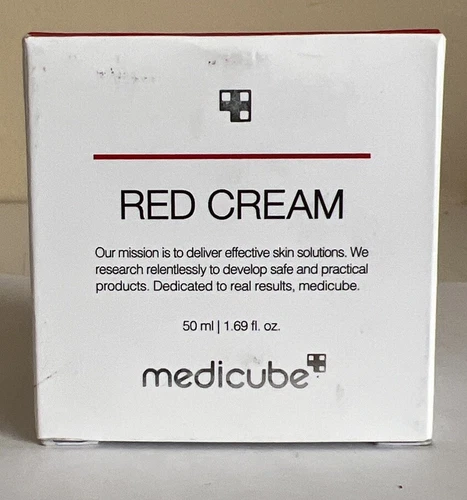 RED CREAM
Our mission is to deliver effective skin solutions. We
research relentlessly to develop safe and practical
products. Dedicated to real results, medicube.
50 ml | 1.69 fl. oz.
medicube